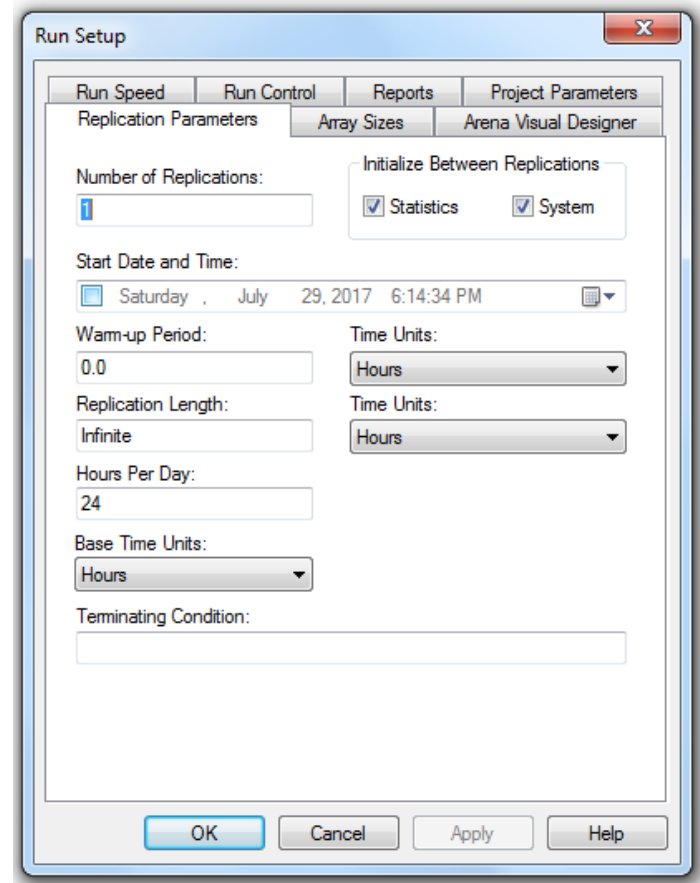 Run Setup
Run Speed Run Control Reports Project Parameters
Replication Parameters Array Sizes Arena Visual Designer
Number of Replications:
Initialize Between Replications
1
Statistics System
Start Date and Time:
Saturday , July 29, 2017 6:14:34 PM
Warm-up Period: Time Units:
0.0 Hours
Replication Length: Time Units:
Infinite Hours
Hours Per Day:
24
Base Time Units:
Hours
Terminating Condition:
OK Cancel Apply Help